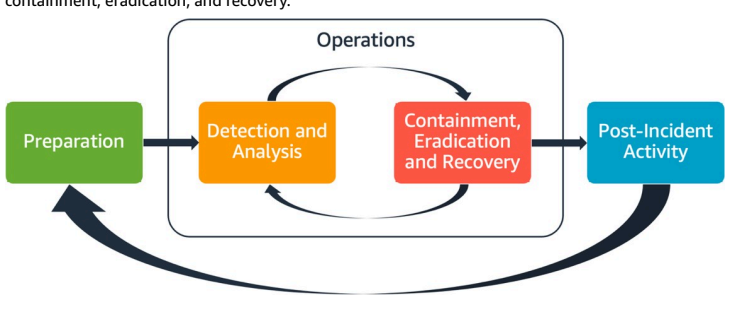 containment, eradication, and recovery.
Operations
Preparation
Detection and
Analysis
Containment,
Eradication
and Recovery
Post-Incident
Activity